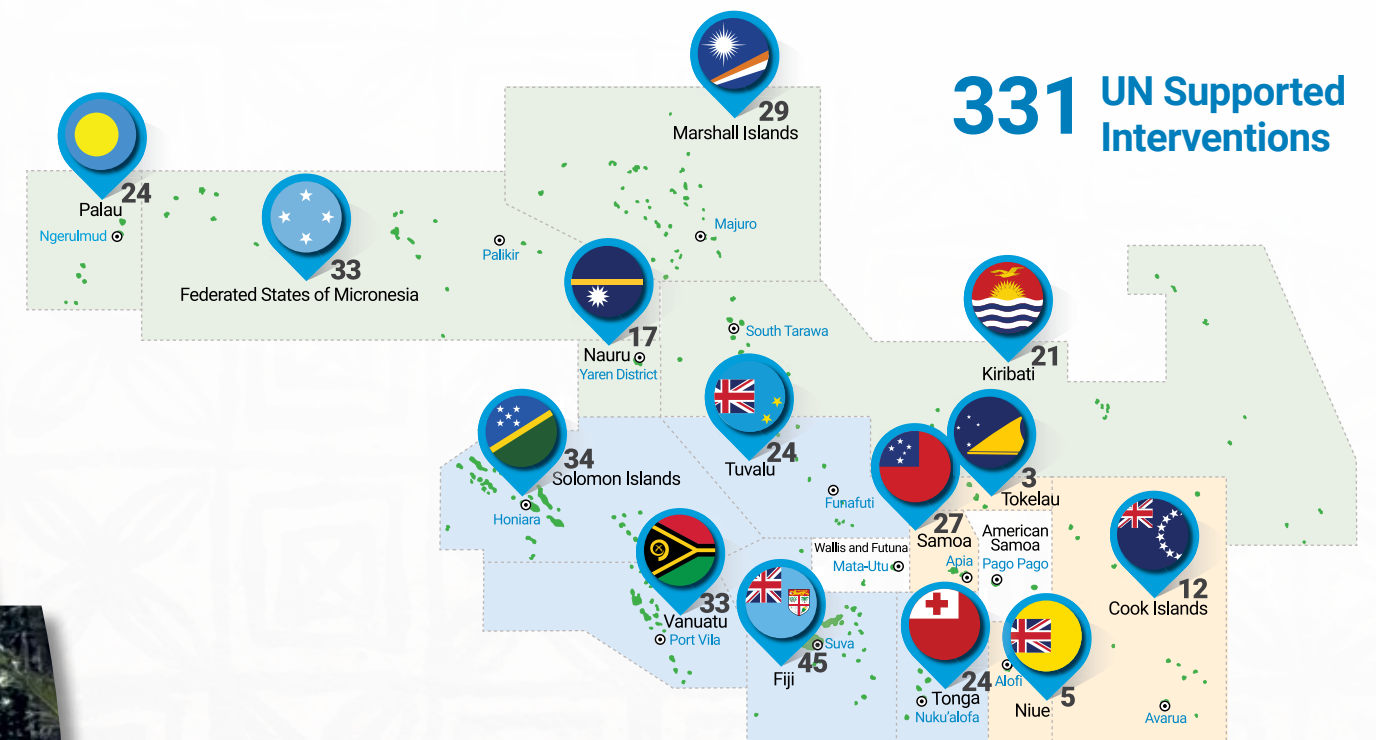 331 UN Supported
Interventions
29
Marshall Islands
24
Palau
Ngerulmud
33
Federated States of Micronesia
Palikir
Majuro
17
Nauru
Yaren District
South Tarawa
21
Kiribati
34
Solomon Islands
Honiara
24
Tuvalu
Funafuti
3
Tokelau
27
Samoa
Apia
American
Samoa
Pago Pago
Wallis and Futuna
Mata-Utu
12
Cook Islands
Avarua
33
Vanuatu
Port Vila
45
Fiji
Suva
24
Tonga
Nuku'alofa
Alofi
5
Niue